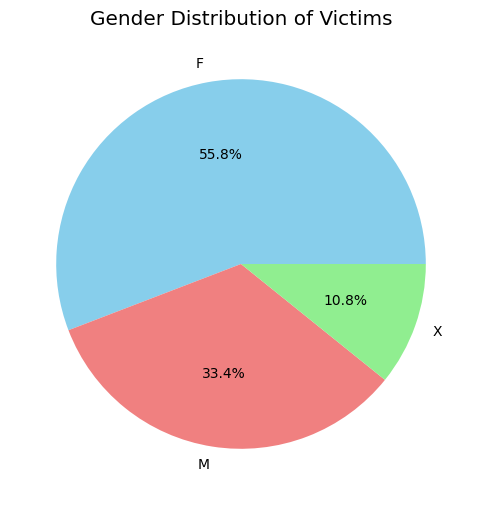 Gender Distribution of Victims
F
55.8%
10.8%
X
33.4%
M